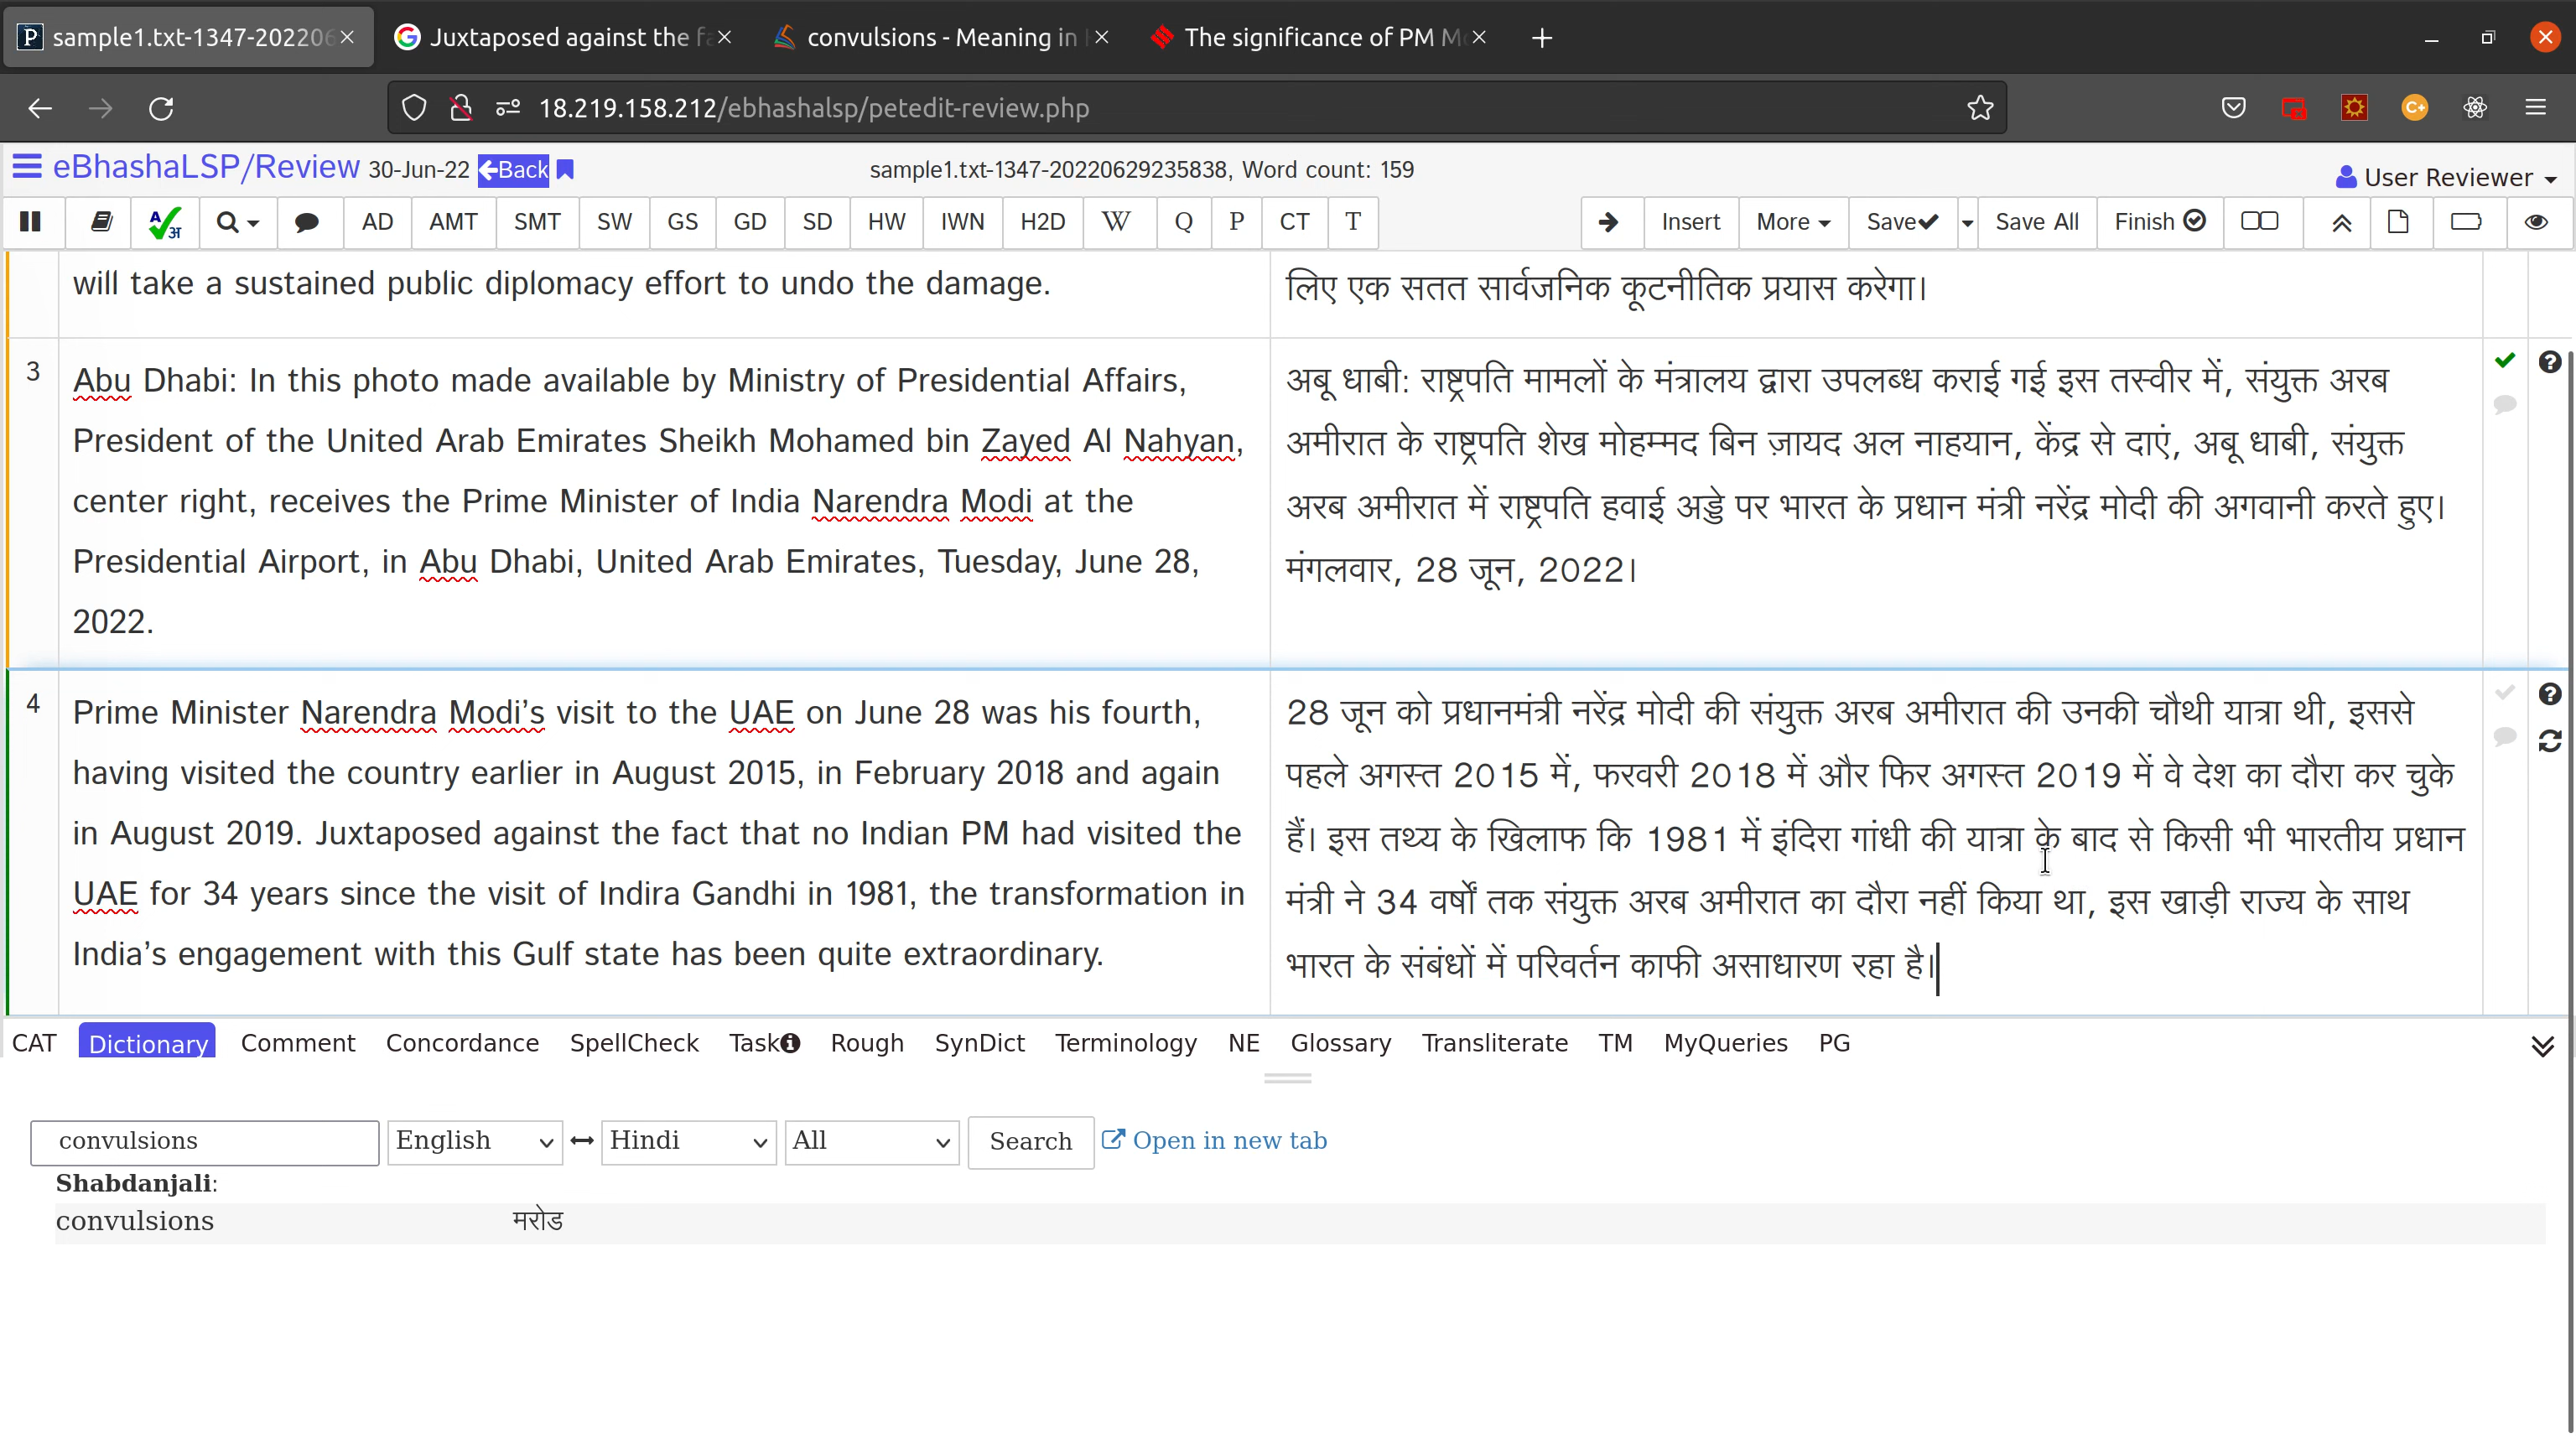 sample1.txt-1347-202206
Juxtaposed against the fa
convulsions - Meaning in
The significance of PM M
18.219.158.212/ebhashalsp/petedit-review.php
eBhashaLSP/Review 30-Jun-22 Back sample1.txt-1347-20220629235838, Word count: 159 User Reviewer
AD AMT SMT SW GS GD SD HW IWN H2D W Q P CT T Insert More Save Save All Finish
will take a sustained public diplomacy effort to undo the damage.
लिए एक सतत सार्वजनिक कूटनीतिक प्रयास करेगा।
3
Abu Dhabi: In this photo made available by Ministry of Presidential Affairs,
President of the United Arab Emirates Sheikh Mohamed bin Zayed Al Nahyan,
center right, receives the Prime Minister of India Narendra Modi at the
Presidential Airport, in Abu Dhabi, United Arab Emirates, Tuesday, June 28,
2022.
अबू धाबी: राष्ट्रपति मामलों के मंत्रालय द्वारा उपलब्ध कराई गई इस तस्वीर में, संयुक्त अरब
अमीरात के राष्ट्रपति शेख मोहम्मद बिन ज़ायद अल नाहयान, केंद्र से दाएं, अबू धाबी, संयुक्त
अरब अमीरात में राष्ट्रपति हवाई अड्डे पर भारत के प्रधान मंत्री नरेंद्र मोदी की अगवानी करते हुए।
मंगलवार, 28 जून, 2022।
4
Prime Minister Narendra Modi’s visit to the UAE on June 28 was his fourth,
having visited the country earlier in August 2015, in February 2018 and again
in August 2019. Juxtaposed against the fact that no Indian PM had visited the
UAE for 34 years since the visit of Indira Gandhi in 1981, the transformation in
India’s engagement with this Gulf state has been quite extraordinary.
28 जून को प्रधानमंत्री नरेंद्र मोदी की संयुक्त अरब अमीरात की उनकी चौथी यात्रा थी, इससे
पहले अगस्त 2015 में, फरवरी 2018 में और फिर अगस्त 2019 में वे देश का दौरा कर चुके
हैं। इस तथ्य के खिलाफ कि 1981 में इंदिरा गांधी की यात्रा के बाद से किसी भी भारतीय प्रधान
मंत्री ने 34 वर्षों तक संयुक्त अरब अमीरात का दौरा नहीं किया था, इस खाड़ी राज्य के साथ
भारत के संबंधों में परिवर्तन काफी असाधारण रहा है।
CAT Dictionary Comment Concordance SpellCheck Task Rough SynDict Terminology NE Glossary Transliterate TM MyQueries PG
convulsions English Hindi All Search Open in new tab
Shabdanjali:
convulsions मरोड